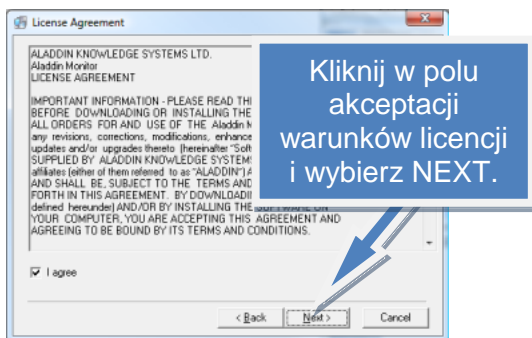 License Agreement
ALADDIN KNOWLEDGE SYSTEMS LTD.
Aladdin Monitor
LICENSE AGREEMENT
IMPORTANT INFORMATION - PLEASE READ THI
BEFORE DOWNLOADING OR INSTALLING THE
ALL ORDERS FOR AND USE OF THE Aladdin M
any revisions, corrections, modifications, enhance
updates and/or upgrades thereto (hereinafter "Soft
SUPPLIED BY ALADDIN KNOWLEDGE SYSTEM
affiliates (either of them referred to as "ALADDIN") A
AND SHALL BE, SUBJECT TO THE TERMS AND
FORTH IN THIS AGREEMENT. BY DOWNLOADI
defined hereunder) AND/OR BY INSTALLING THE SOFTWARE ON
YOUR COMPUTER, YOU ARE ACCEPTING THIS AGREEMENT AND
AGREEING TO BE BOUND BY ITS TERMS AND CONDITIONS.
Kliknij w polu
akceptacji
warunków licencji
i wybierz NEXT.
I agree
< Back Next > Cancel